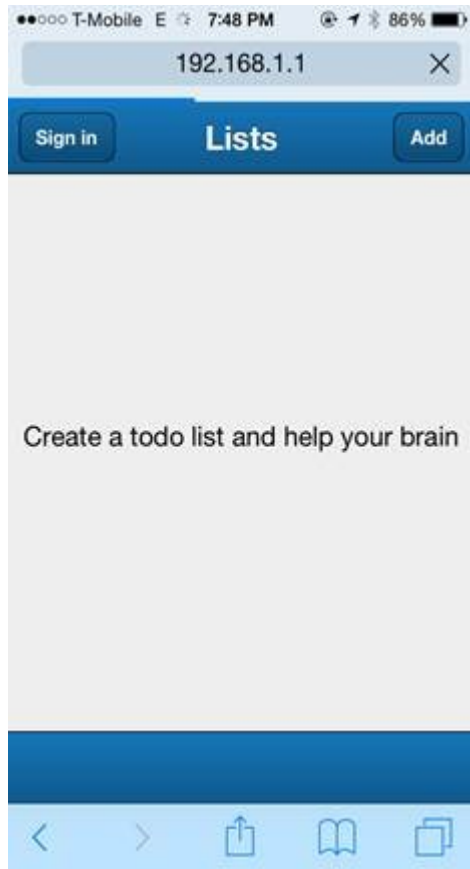 T-Mobile E 7:48 PM 86%
192.168.1.1
Sign in Lists Add
Create a todo list and help your brain